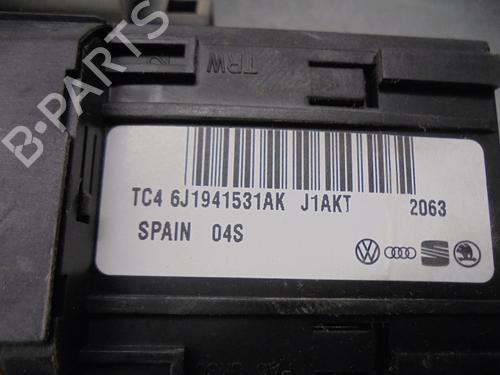 B-PARTS
TRW
TC4 6J1941531AK J1AKT 2063
SPAIN 04S